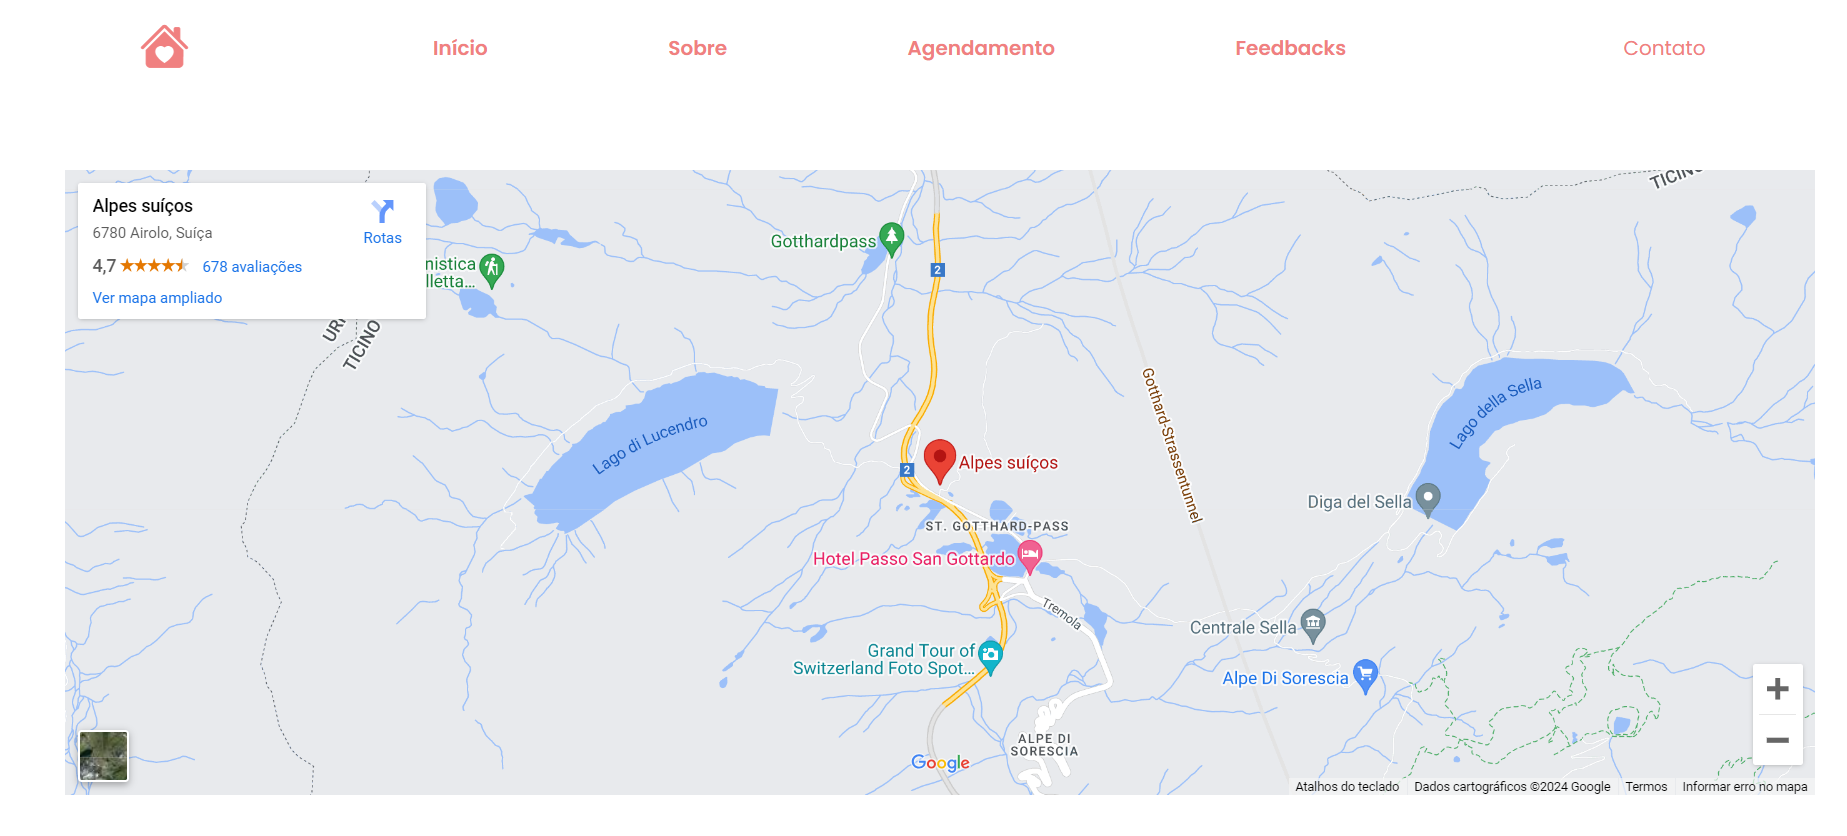 Início
Sobre
Agendamento
Feedbacks
Contato
TICINO
Alpes suíços
6780 Airolo, Suíça
Rotas
4,7
678 avaliações
Ver mapa ampliado
nistica
lletta...
Gotthardpass
2
URI
TICINO
Lago di Lucendro
Gotthard-Strassentunnel
Lago della Sella
2
Alpes suíços
Diga del Sella
ST. GOTTHARD-PASS
Hotel Passo San Gottardo
Tremola
Centrale Sella
Grand Tour of
Switzerland Foto Spot...
Alpe Di Sorescia
ALPE DI
SORESCIA
Google
Atalhos do teclado
Dados cartográficos ©2024 Google
Termos
Informar erro no mapa